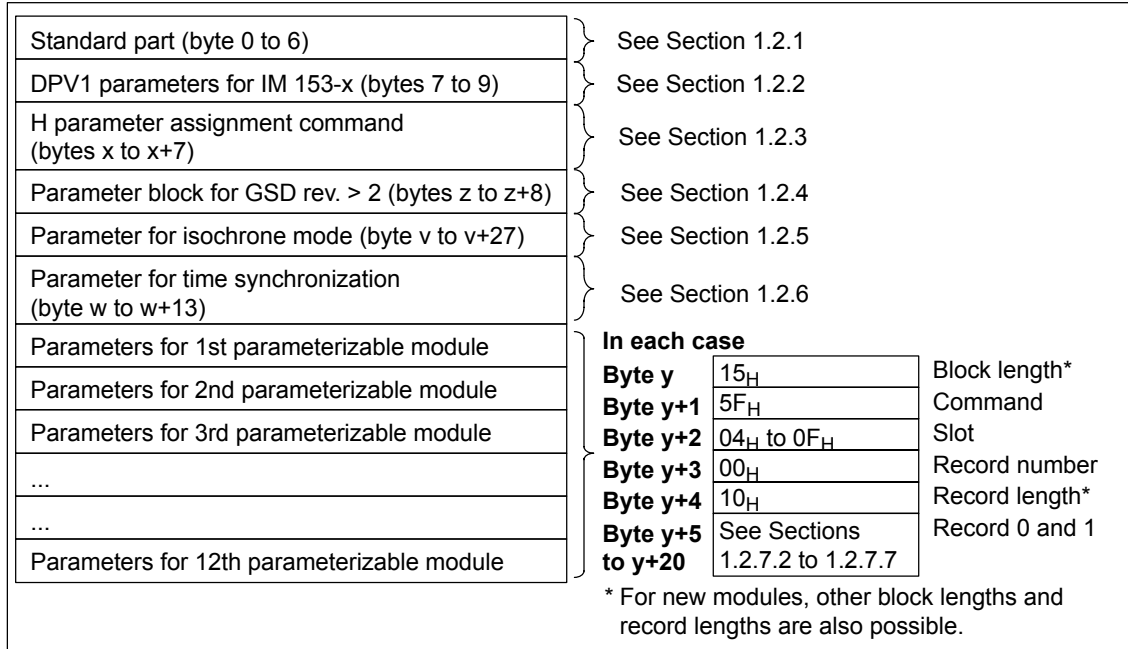 Standard part (byte 0 to 6) See Section 1.2.1
DPV1 parameters for IM 153-x (bytes 7 to 9) See Section 1.2.2
H parameter assignment command
(bytes x to x+7) See Section 1.2.3
Parameter block for GSD rev. > 2 (bytes z to z+8) See Section 1.2.4
Parameter for isochrone mode (byte v to v+27) See Section 1.2.5
Parameter for time synchronization
(byte w to w+13) See Section 1.2.6
Parameters for 1st parameterizable module
Parameters for 2nd parameterizable module
Parameters for 3rd parameterizable module
...
...
Parameters for 12th parameterizable module
In each case
Byte y 15H Block length*
Byte y+1 5FH Command
Byte y+2 04H to 0FH Slot
Byte y+3 00H Record number
Byte y+4 10H Record length*
Byte y+5 See Sections Record 0 and 1
to y+20 1.2.7.2 to 1.2.7.7
* For new modules, other block lengths and
record lengths are also possible.